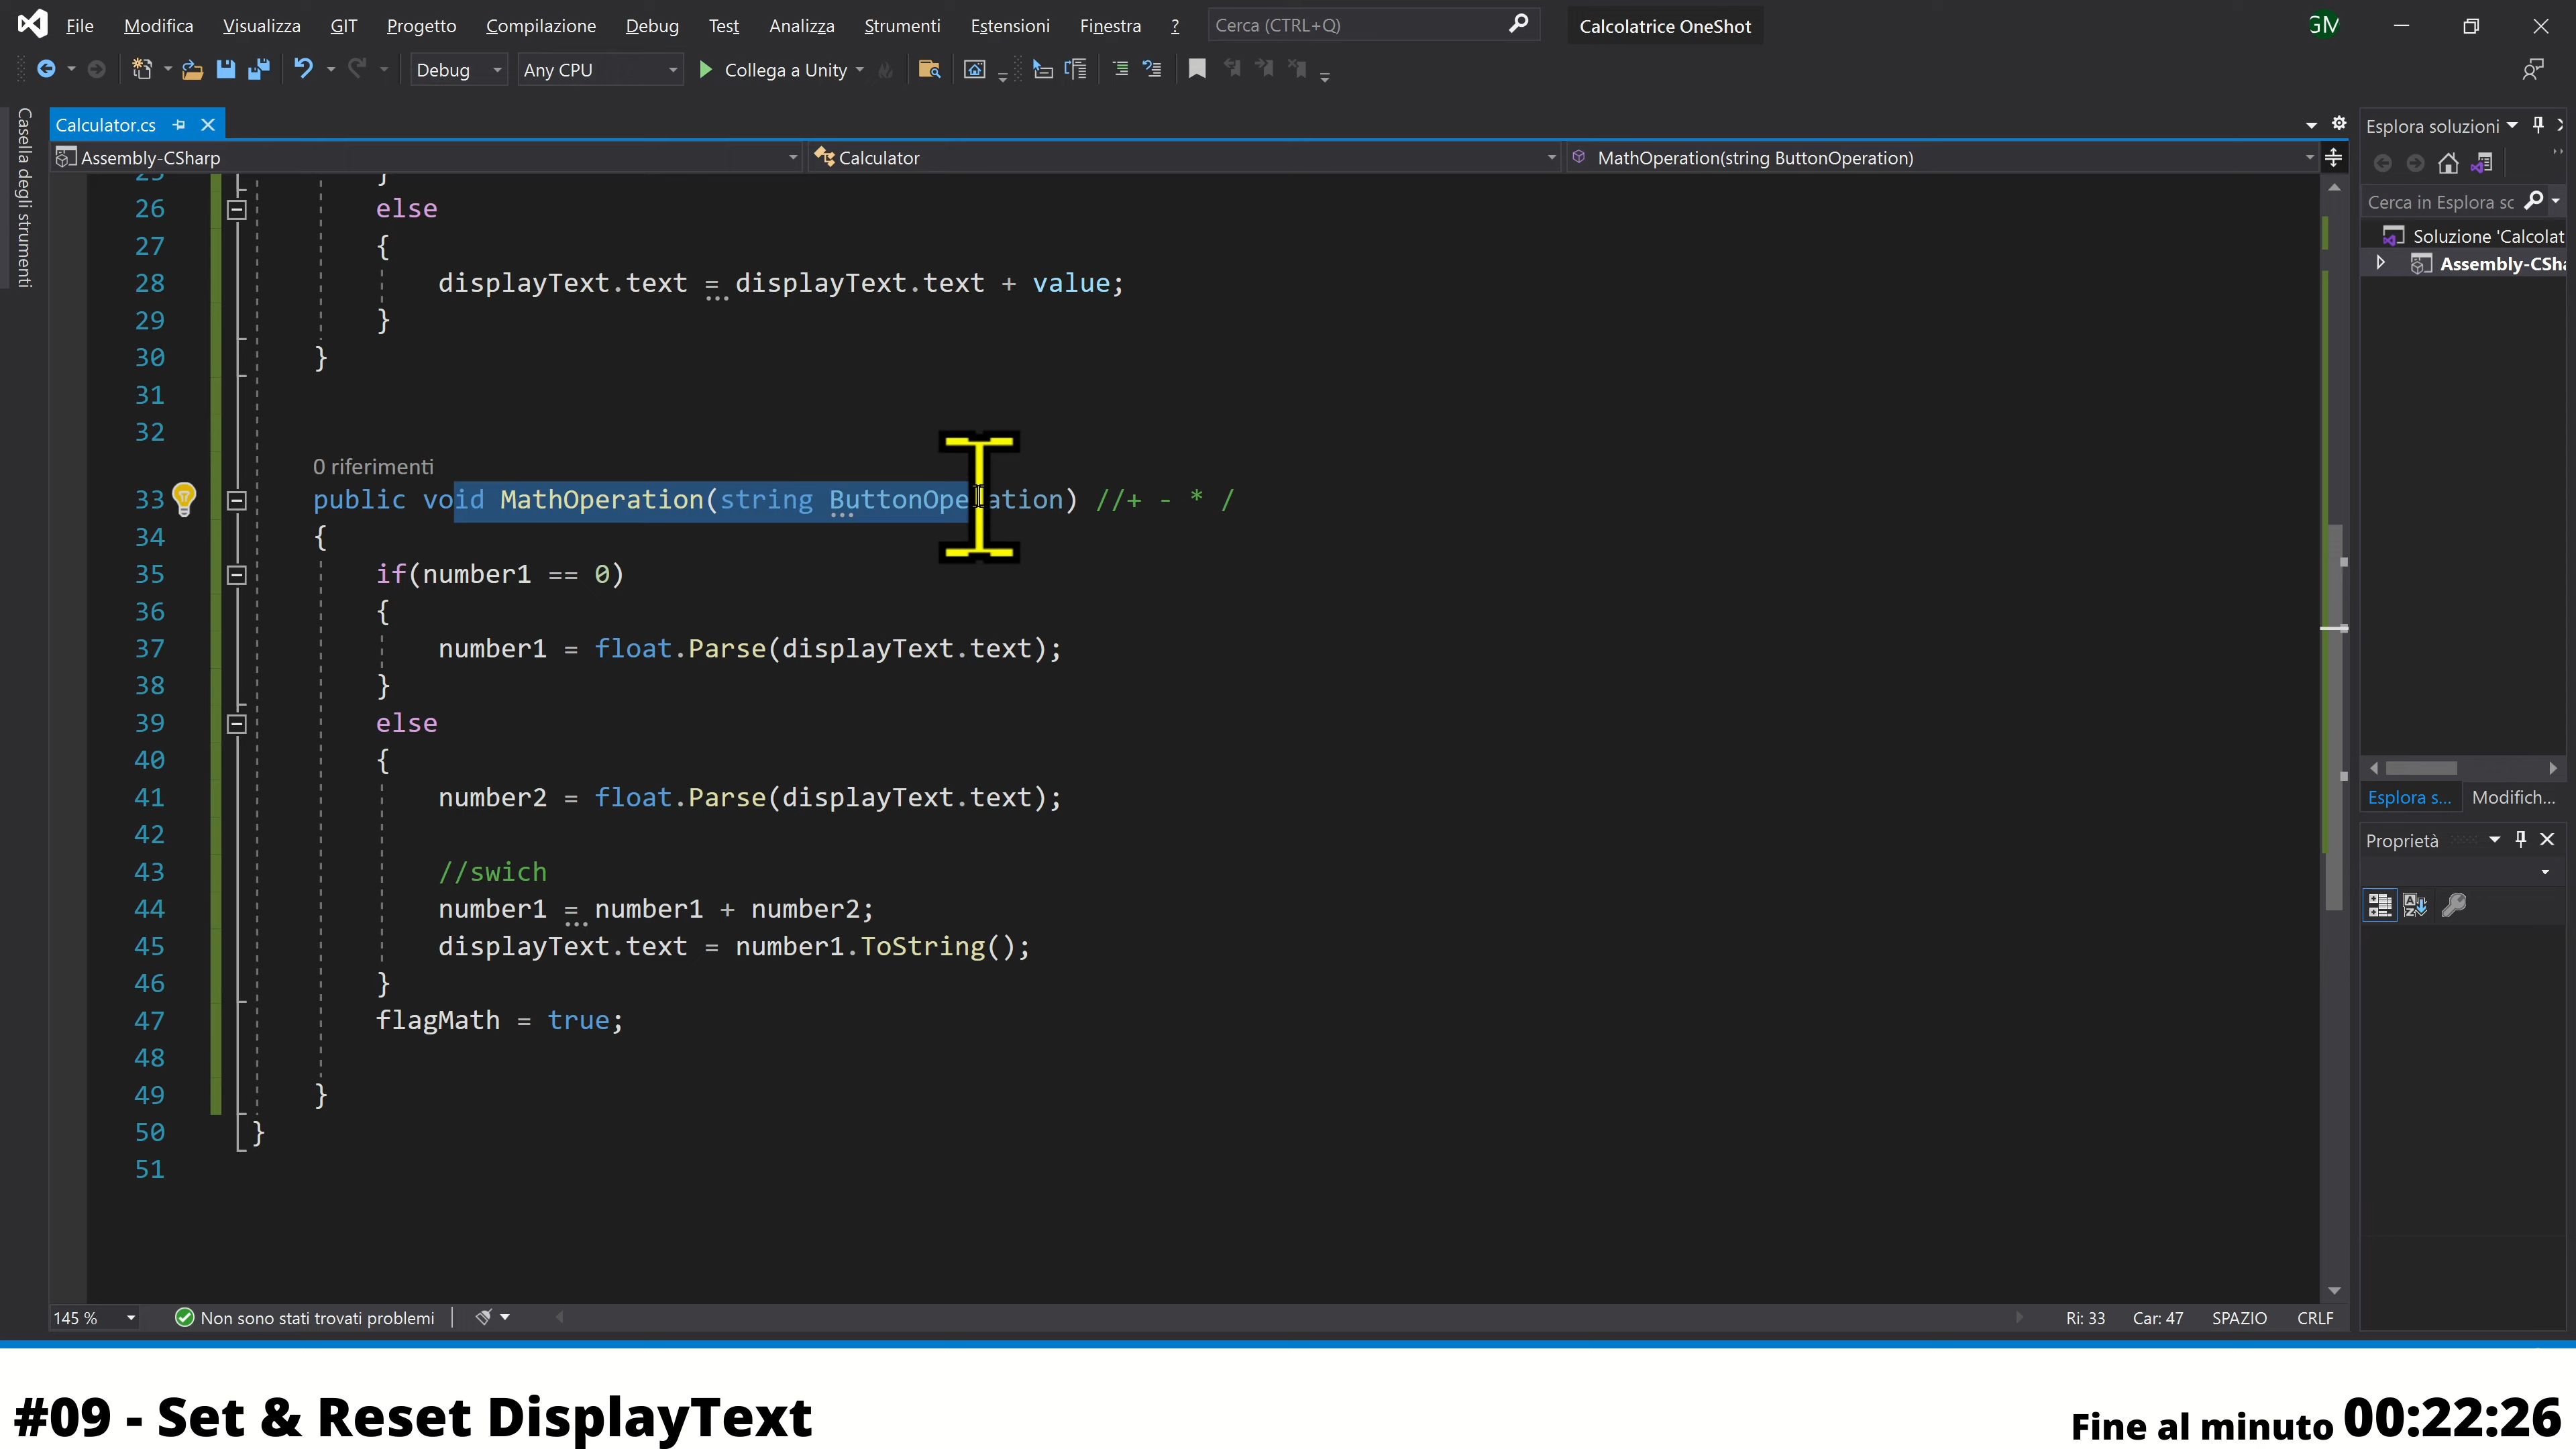 File Modifica Visualizza GIT Progetto Compilazione Debug Test Analizza Strumenti Estensioni Finestra ? Cerca (CTRL+Q) Calcolatrice OneShot GM
Debug Any CPU Collega a Unity
Casella degli strumenti
Calculator.cs
Esplora soluzioni
Assembly-CSharp Calculator MathOperation(string ButtonOperation)
Cerca in Esplora sc
Soluzione 'Calcolat
Assembly-CSha
25 }
26 else
27 {
28 displayText.text = displayText.text + value;
29 }
30 }
31
32
0 riferimenti
33 public void MathOperation(string ButtonOperation) //+ - * /
34 {
35 if(number1 == 0)
36 {
37 number1 = float.Parse(displayText.text);
38 }
39 else
40 {
41 number2 = float.Parse(displayText.text);
42
43 //swich
44 number1 = number1 + number2;
45 displayText.text = number1.ToString();
46 }
47 flagMath = true;
48
49 }
50 }
51
Esplora s... Modifich...
Proprietà
145 % Non sono stati trovati problemi Ri: 33 Car: 47 SPAZIO CRLF
#09 - Set & Reset DisplayText
Fine al minuto 00:22:26